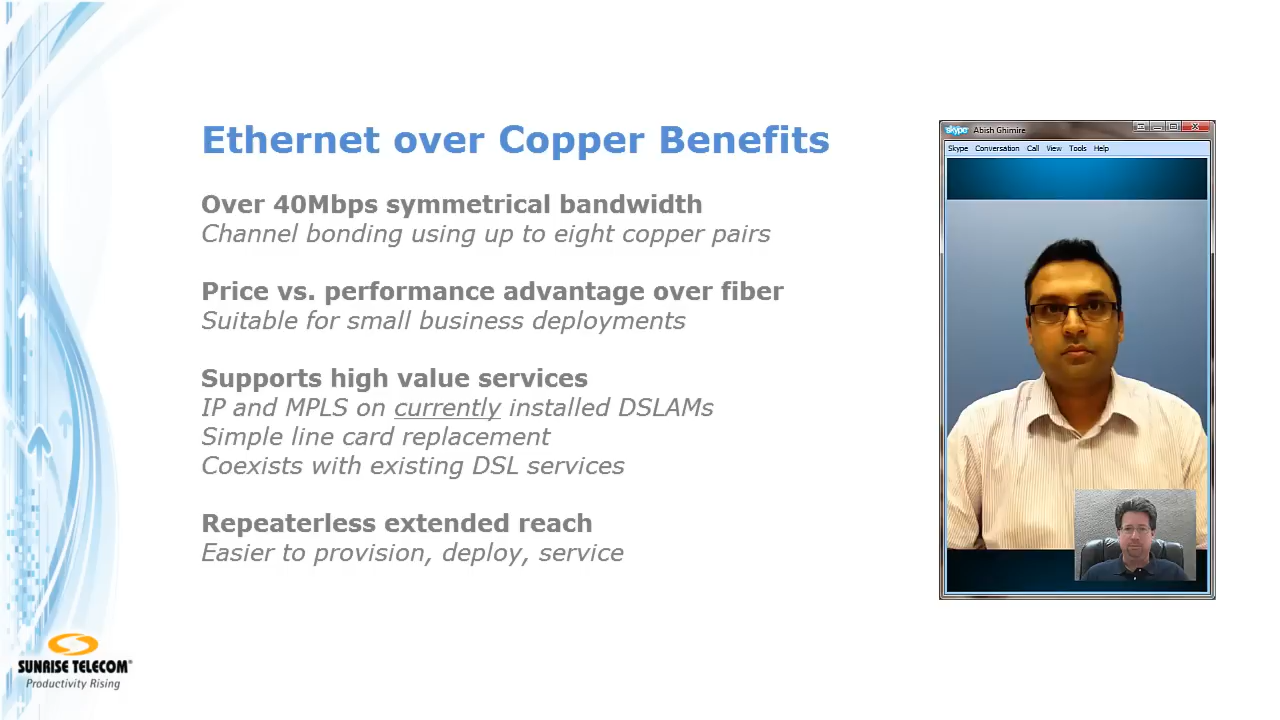 Ethernet over Copper Benefits
Over 40Mbps symmetrical bandwidth
Channel bonding using up to eight copper pairs
Price vs. performance advantage over fiber
Suitable for small business deployments
Supports high value services
IP and MPLS on currently installed DSLAMs
Simple line card replacement
Coexists with existing DSL services
Repeaterless extended reach
Easier to provision, deploy, service
skype Abish Ghimire
Skype Conversation Call View Tools Help
SUNRISE TELECOM®
Productivity Rising